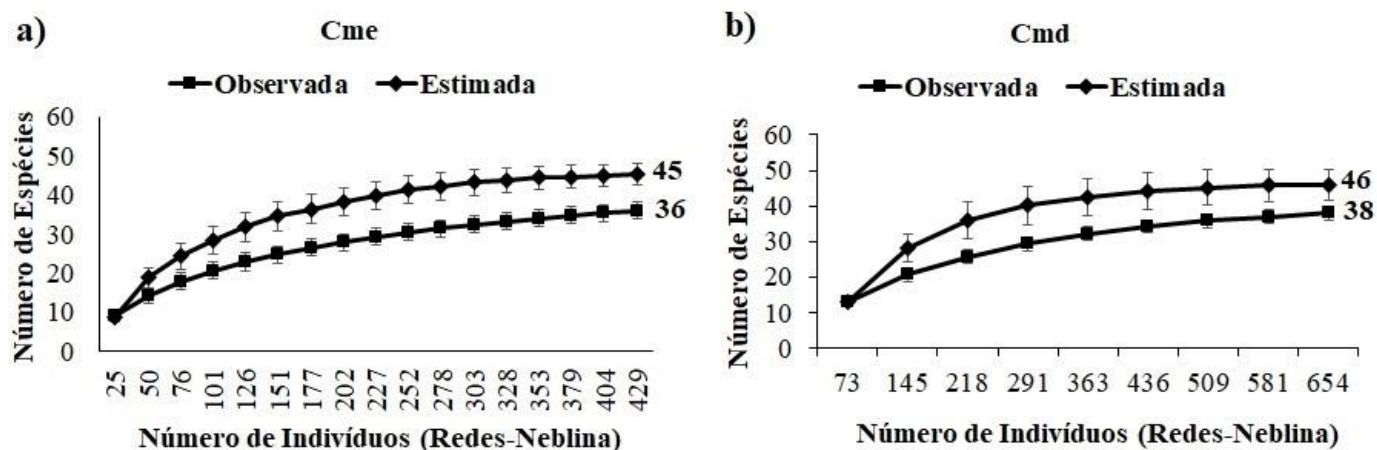 a)
Cme
Observada Estimada
Número de Espécies
60
50
40
30
20
10
0
45
36
25 50 76 101 126 151 177 202 227 252 278 303 328 353 379 404 429
Número de Indivíduos (Redes-Neblina)
b)
Cmd
Observada Estimada
Número de Espécies
60
50
40
30
20
10
0
46
38
73 145 218 291 363 436 509 581 654
Número de Indivíduos (Redes-Neblina)